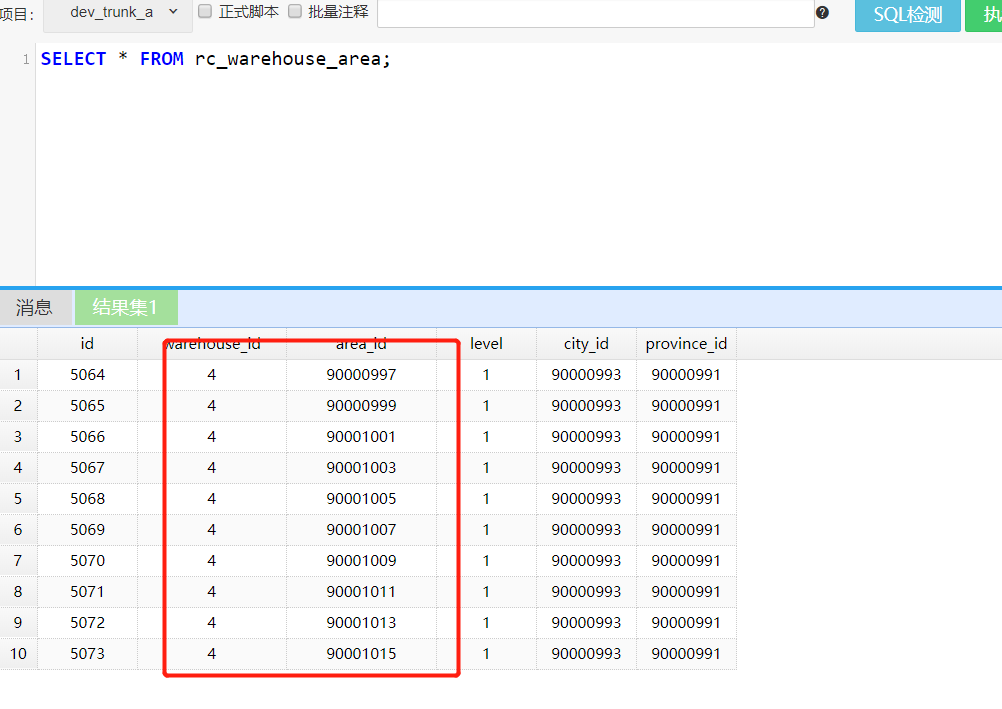 项目: dev_trunk_a 正式脚本 批量注释 SQL检测 执
1 SELECT * FROM rc_warehouse_area;
消息 结果集1
id warehouse_id area_id level city_id province_id
1 5064 4 90000997 1 90000993 90000991
2 5065 4 90000999 1 90000993 90000991
3 5066 4 90001001 1 90000993 90000991
4 5067 4 90001003 1 90000993 90000991
5 5068 4 90001005 1 90000993 90000991
6 5069 4 90001007 1 90000993 90000991
7 5070 4 90001009 1 90000993 90000991
8 5071 4 90001011 1 90000993 90000991
9 5072 4 90001013 1 90000993 90000991
10 5073 4 90001015 1 90000993 90000991